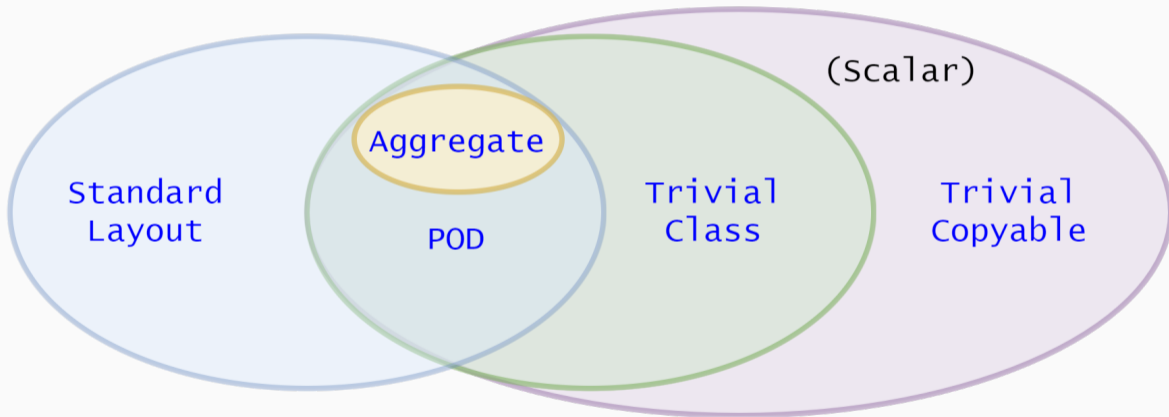 (Scalar)
Aggregate
Standard
Layout
POD
Trivial
Class
Trivial
Copyable